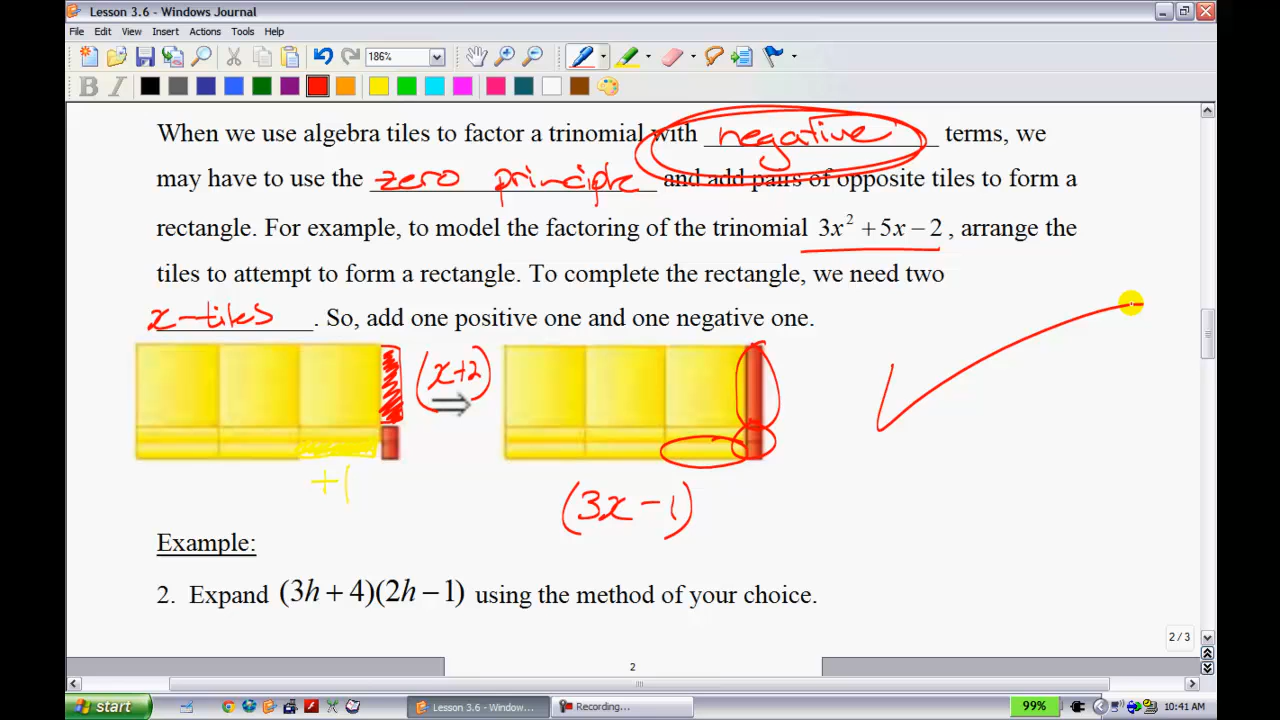 Lesson 3.6 - Windows Journal
File Edit View Insert Actions Tools Help
186%
B I
When we use algebra tiles to factor a trinomial with negative terms, we
may have to use the zero principle and add pairs of opposite tiles to form a
rectangle. For example, to model the factoring of the trinomial 3x² + 5x − 2, arrange the
tiles to attempt to form a rectangle. To complete the rectangle, we need two
x-tiles. So, add one positive one and one negative one.
(x+2)
+1
(3x - 1)
Example:
2. Expand (3h + 4)(2h − 1) using the method of your choice.
2/3
2
start Lesson 3.6 - Window... Recording... 99% 10:41 AM